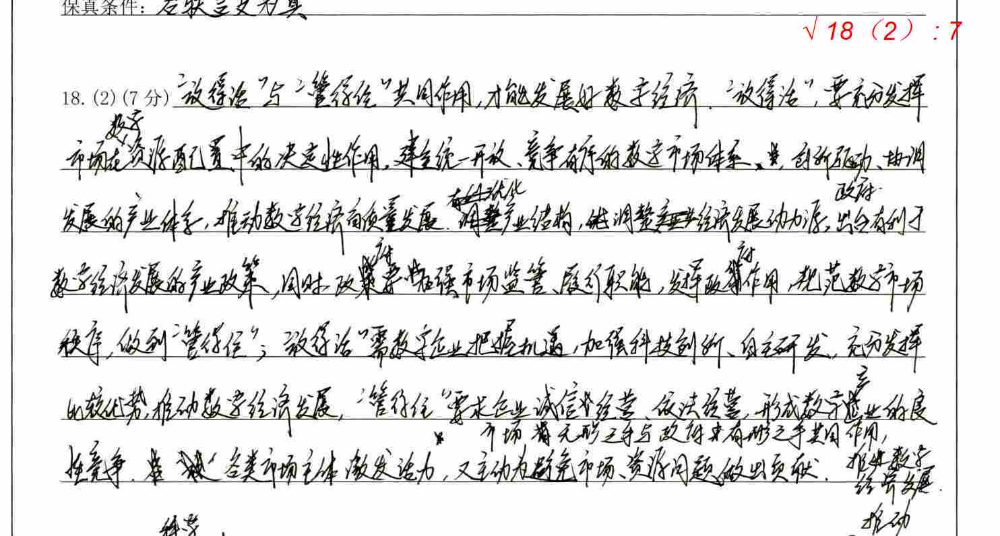 保真条件：左联言支为真
√ 18（2）：7
18. (2) (7 分) “放得活”与“管得住”共同作用,才能发展好数字经济. “放得活”,要充分发挥
数字
市场在资源配置中的决定性作用,建立统一开放、竞争有序的数字市场体系,创新驱动、协调
优化 政府
发展的产业体系,推动数字经济高质量发展. 产业结构,调整经济发展动力源,出台有利于
府 府
数字经济发展的产业政策,同时,政 加强市场监管、履行职能,发挥政 作用,规范数字市场
秩序,做到“管得住”; “放得活”需数字企业把握机遇,加强科技创新、自主研发,充分发挥
产
比较优势,推动数字经济发展, “管得住”要求企业诚信经营、依法经营,形成数字 业的良
市场 无形之手与政府 有形之手共同作用,
性竞争. 各类市场主体激发活力,又主动为避免市场、资源问题,做出贡献. 推 数字
经济发展.
推动